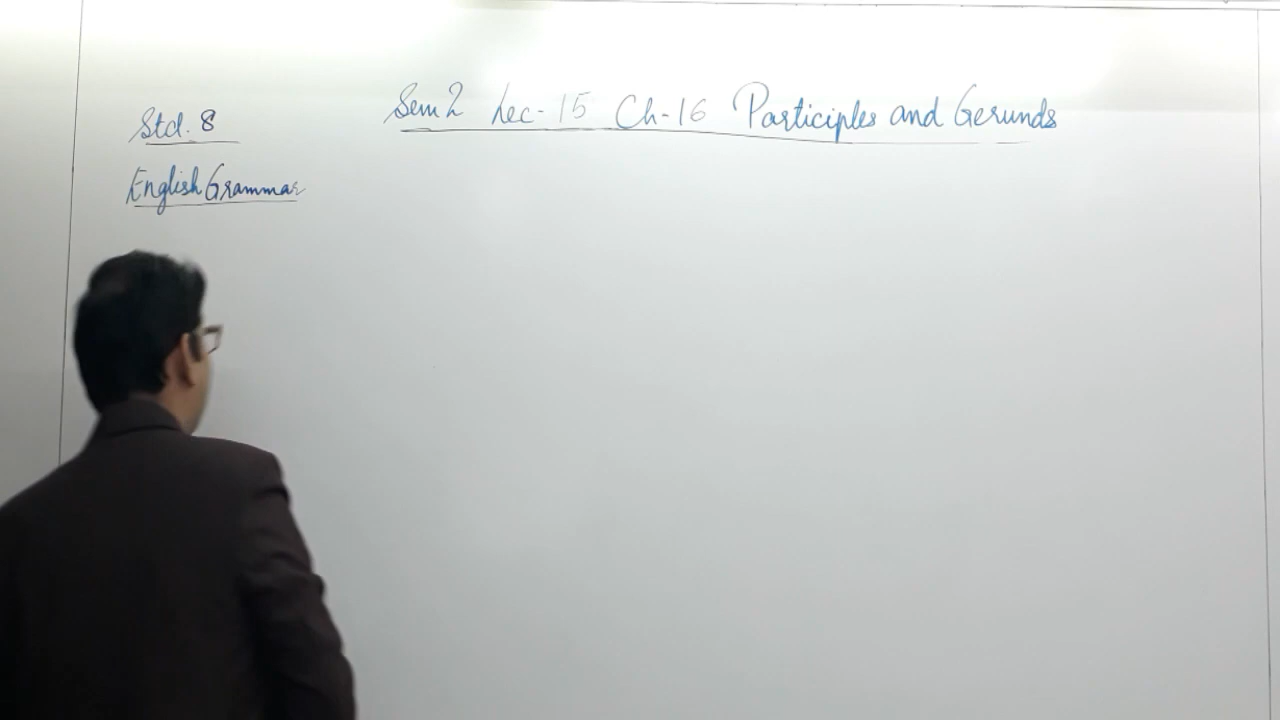 Sem 2 Lec-15 Ch-16 Participles and Gerunds
Std. 8
English Grammar